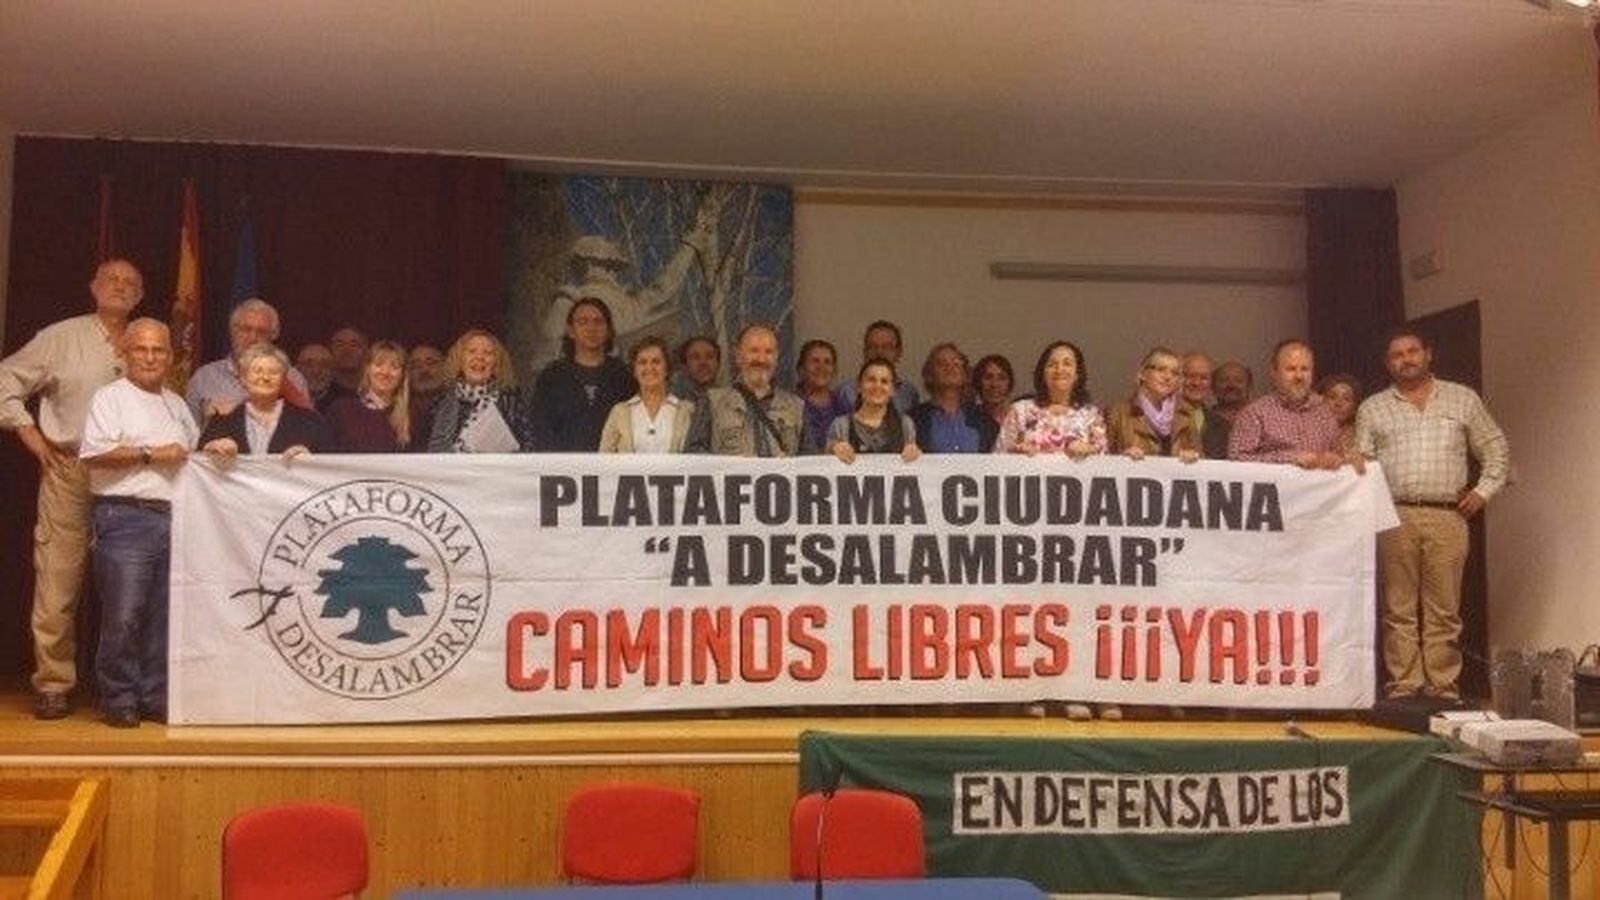 PLATAFORMA
DESALAMBRAR
PLATAFORMA CIUDADANA
"A DESALAMBRAR"
CAMINOS LIBRES ¡¡¡YA!!!
EN DEFENSA DE LOS